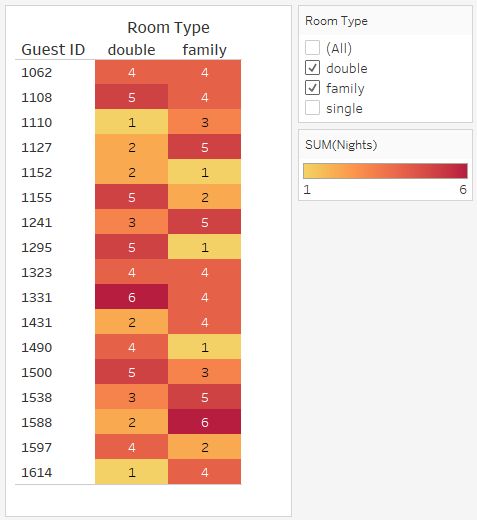 Room Type
Guest ID double family
1062 4 4
1108 5 4
1110 1 3
1127 2 5
1152 2 1
1155 5 2
1241 3 5
1295 5 1
1323 4 4
1331 6 4
1431 2 4
1490 4 1
1500 5 3
1538 3 5
1588 2 6
1597 4 2
1614 1 4
Room Type
(All)
double
family
single
SUM(Nights)
1 6